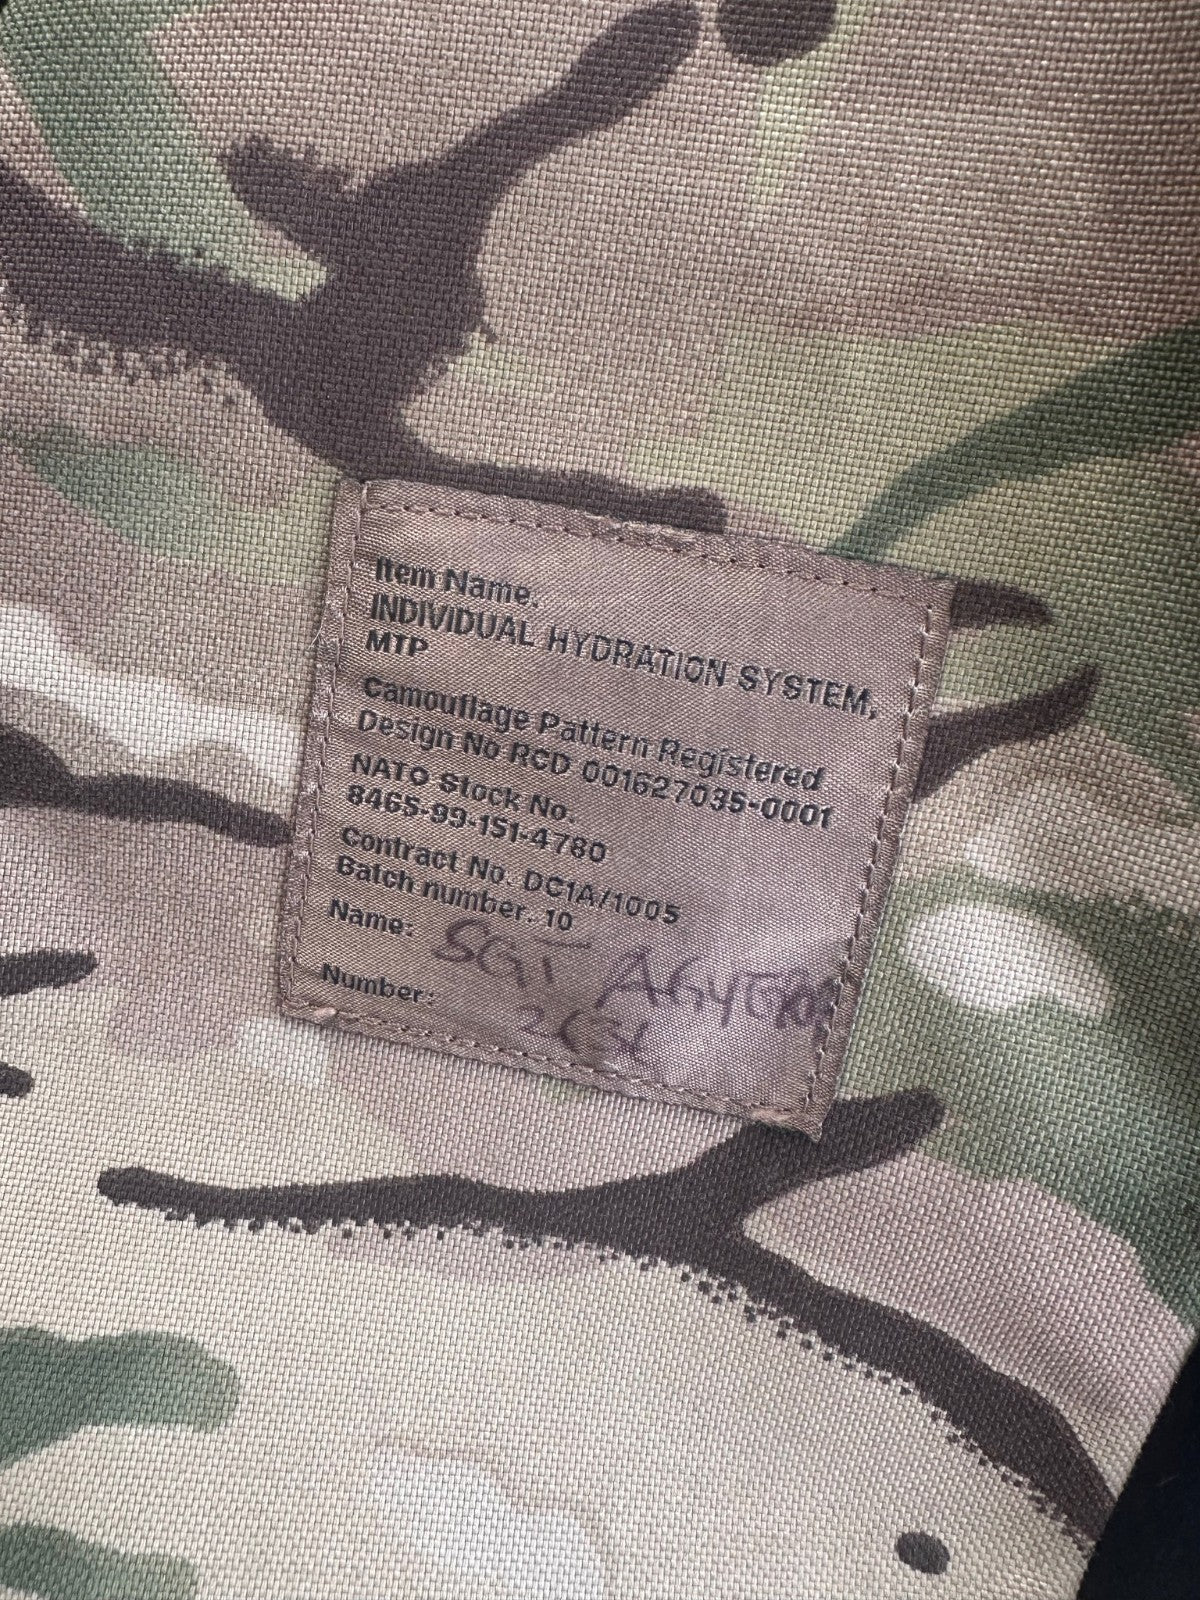 Item Name.
INDIVIDUAL HYDRATION SYSTEM,
MTP
Camouflage Pattern Registered
Design No RCD 001627035-0001
NATO Stock No.
8465-99-151-4780
Contract No. DC1A/1005
Batch number. 10
Name: SGT
Number: